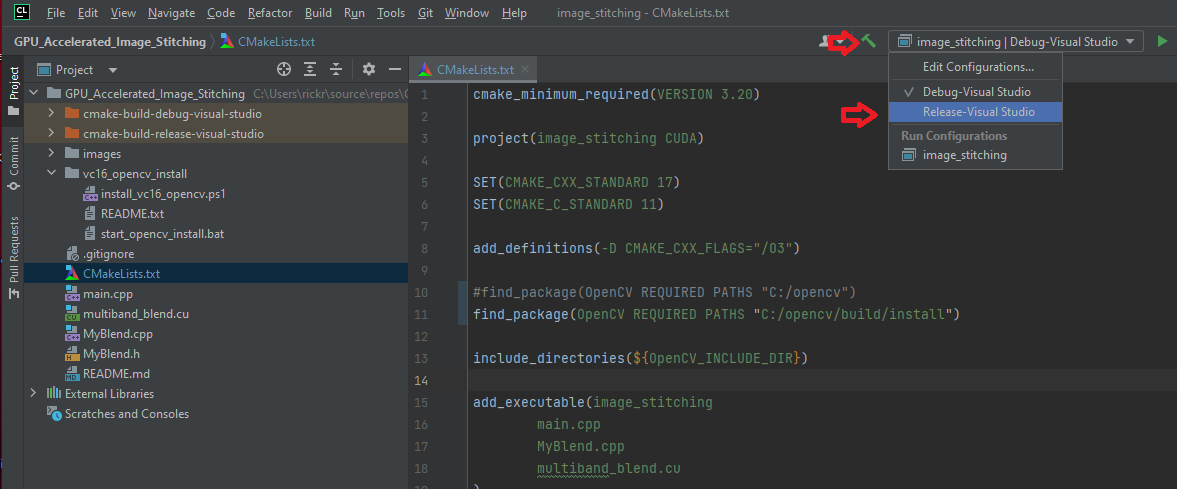 CL File Edit View Navigate Code Refactor Build Run Tools Git Window Help image_stitching - CMakeLists.txt
GPU_Accelerated_Image_Stitching CMakeLists.txt
image_stitching | Debug-Visual Studio
Edit Configurations...
Debug-Visual Studio
Release-Visual Studio
Run Configurations
image_stitching
Project
Commit
Pull Requests
Project
GPU_Accelerated_Image_Stitching C:\Users\rickr\source\repos\G
cmake-build-debug-visual-studio
cmake-build-release-visual-studio
images
vc16_opencv_install
install_vc16_opencv.ps1
README.txt
start_opencv_install.bat
.gitignore
CMakeLists.txt
main.cpp
multiband_blend.cu
MyBlend.cpp
MyBlend.h
README.md
External Libraries
Scratches and Consoles
CMakeLists.txt
1 cmake_minimum_required(VERSION 3.20)
2
3 project(image_stitching CUDA)
4
5 SET(CMAKE_CXX_STANDARD 17)
6 SET(CMAKE_C_STANDARD 11)
7
8 add_definitions(-D CMAKE_CXX_FLAGS="/O3")
9
10 #find_package(OpenCV REQUIRED PATHS "C:/opencv")
11 find_package(OpenCV REQUIRED PATHS "C:/opencv/build/install")
12
13 include_directories(${OpenCV_INCLUDE_DIR})
14
15 add_executable(image_stitching
16 main.cpp
17 MyBlend.cpp
18 multiband_blend.cu